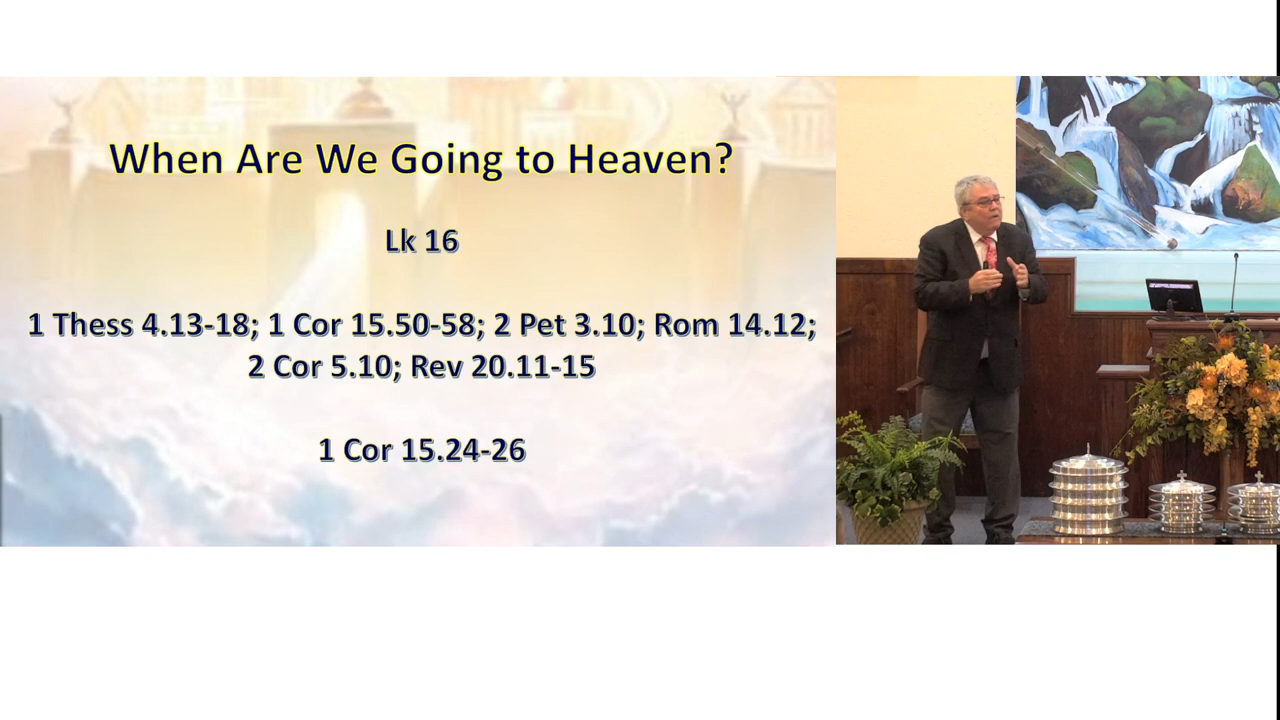 When Are We Going to Heaven?
Lk 16
1 Thess 4.13-18; 1 Cor 15.50-58; 2 Pet 3.10; Rom 14.12;
2 Cor 5.10; Rev 20.11-15
1 Cor 15.24-26